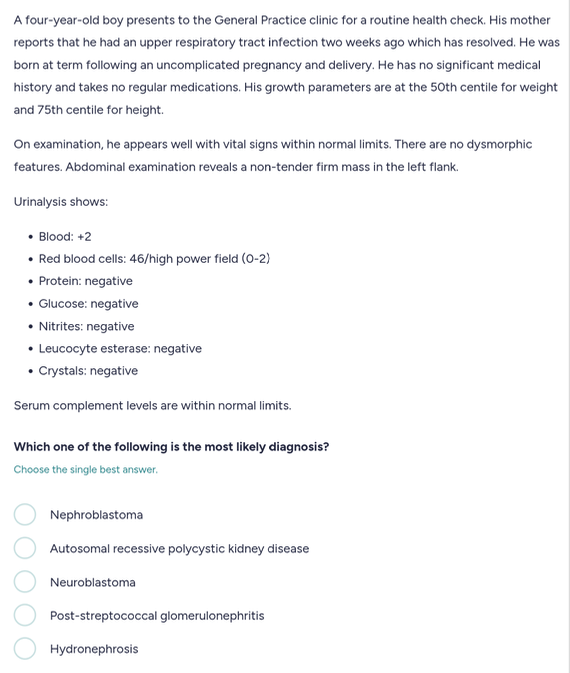 A four-year-old boy presents to the General Practice clinic for a routine health check. His mother
reports that he had an upper respiratory tract infection two weeks ago which has resolved. He was
born at term following an uncomplicated pregnancy and delivery. He has no significant medical
history and takes no regular medications. His growth parameters are at the 50th centile for weight
and 75th centile for height.
On examination, he appears well with vital signs within normal limits. There are no dysmorphic
features. Abdominal examination reveals a non-tender firm mass in the left flank.
Urinalysis shows:
• Blood: +2
• Red blood cells: 46/high power field (0-2)
• Protein: negative
• Glucose: negative
• Nitrites: negative
• Leucocyte esterase: negative
• Crystals: negative
Serum complement levels are within normal limits.
Which one of the following is the most likely diagnosis?
Choose the single best answer.
Nephroblastoma
Autosomal recessive polycystic kidney disease
Neuroblastoma
Post-streptococcal glomerulonephritis
Hydronephrosis